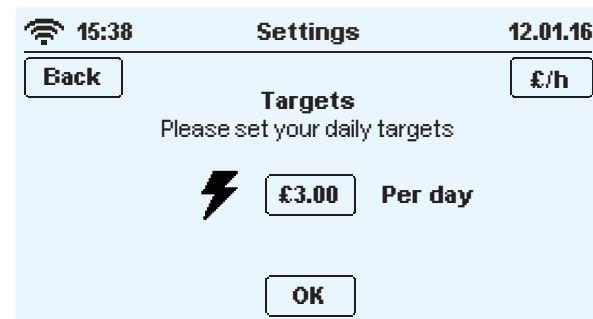 15:38 Settings 12.01.16
Back £/h
Targets
Please set your daily targets
£3.00 Per day
OK